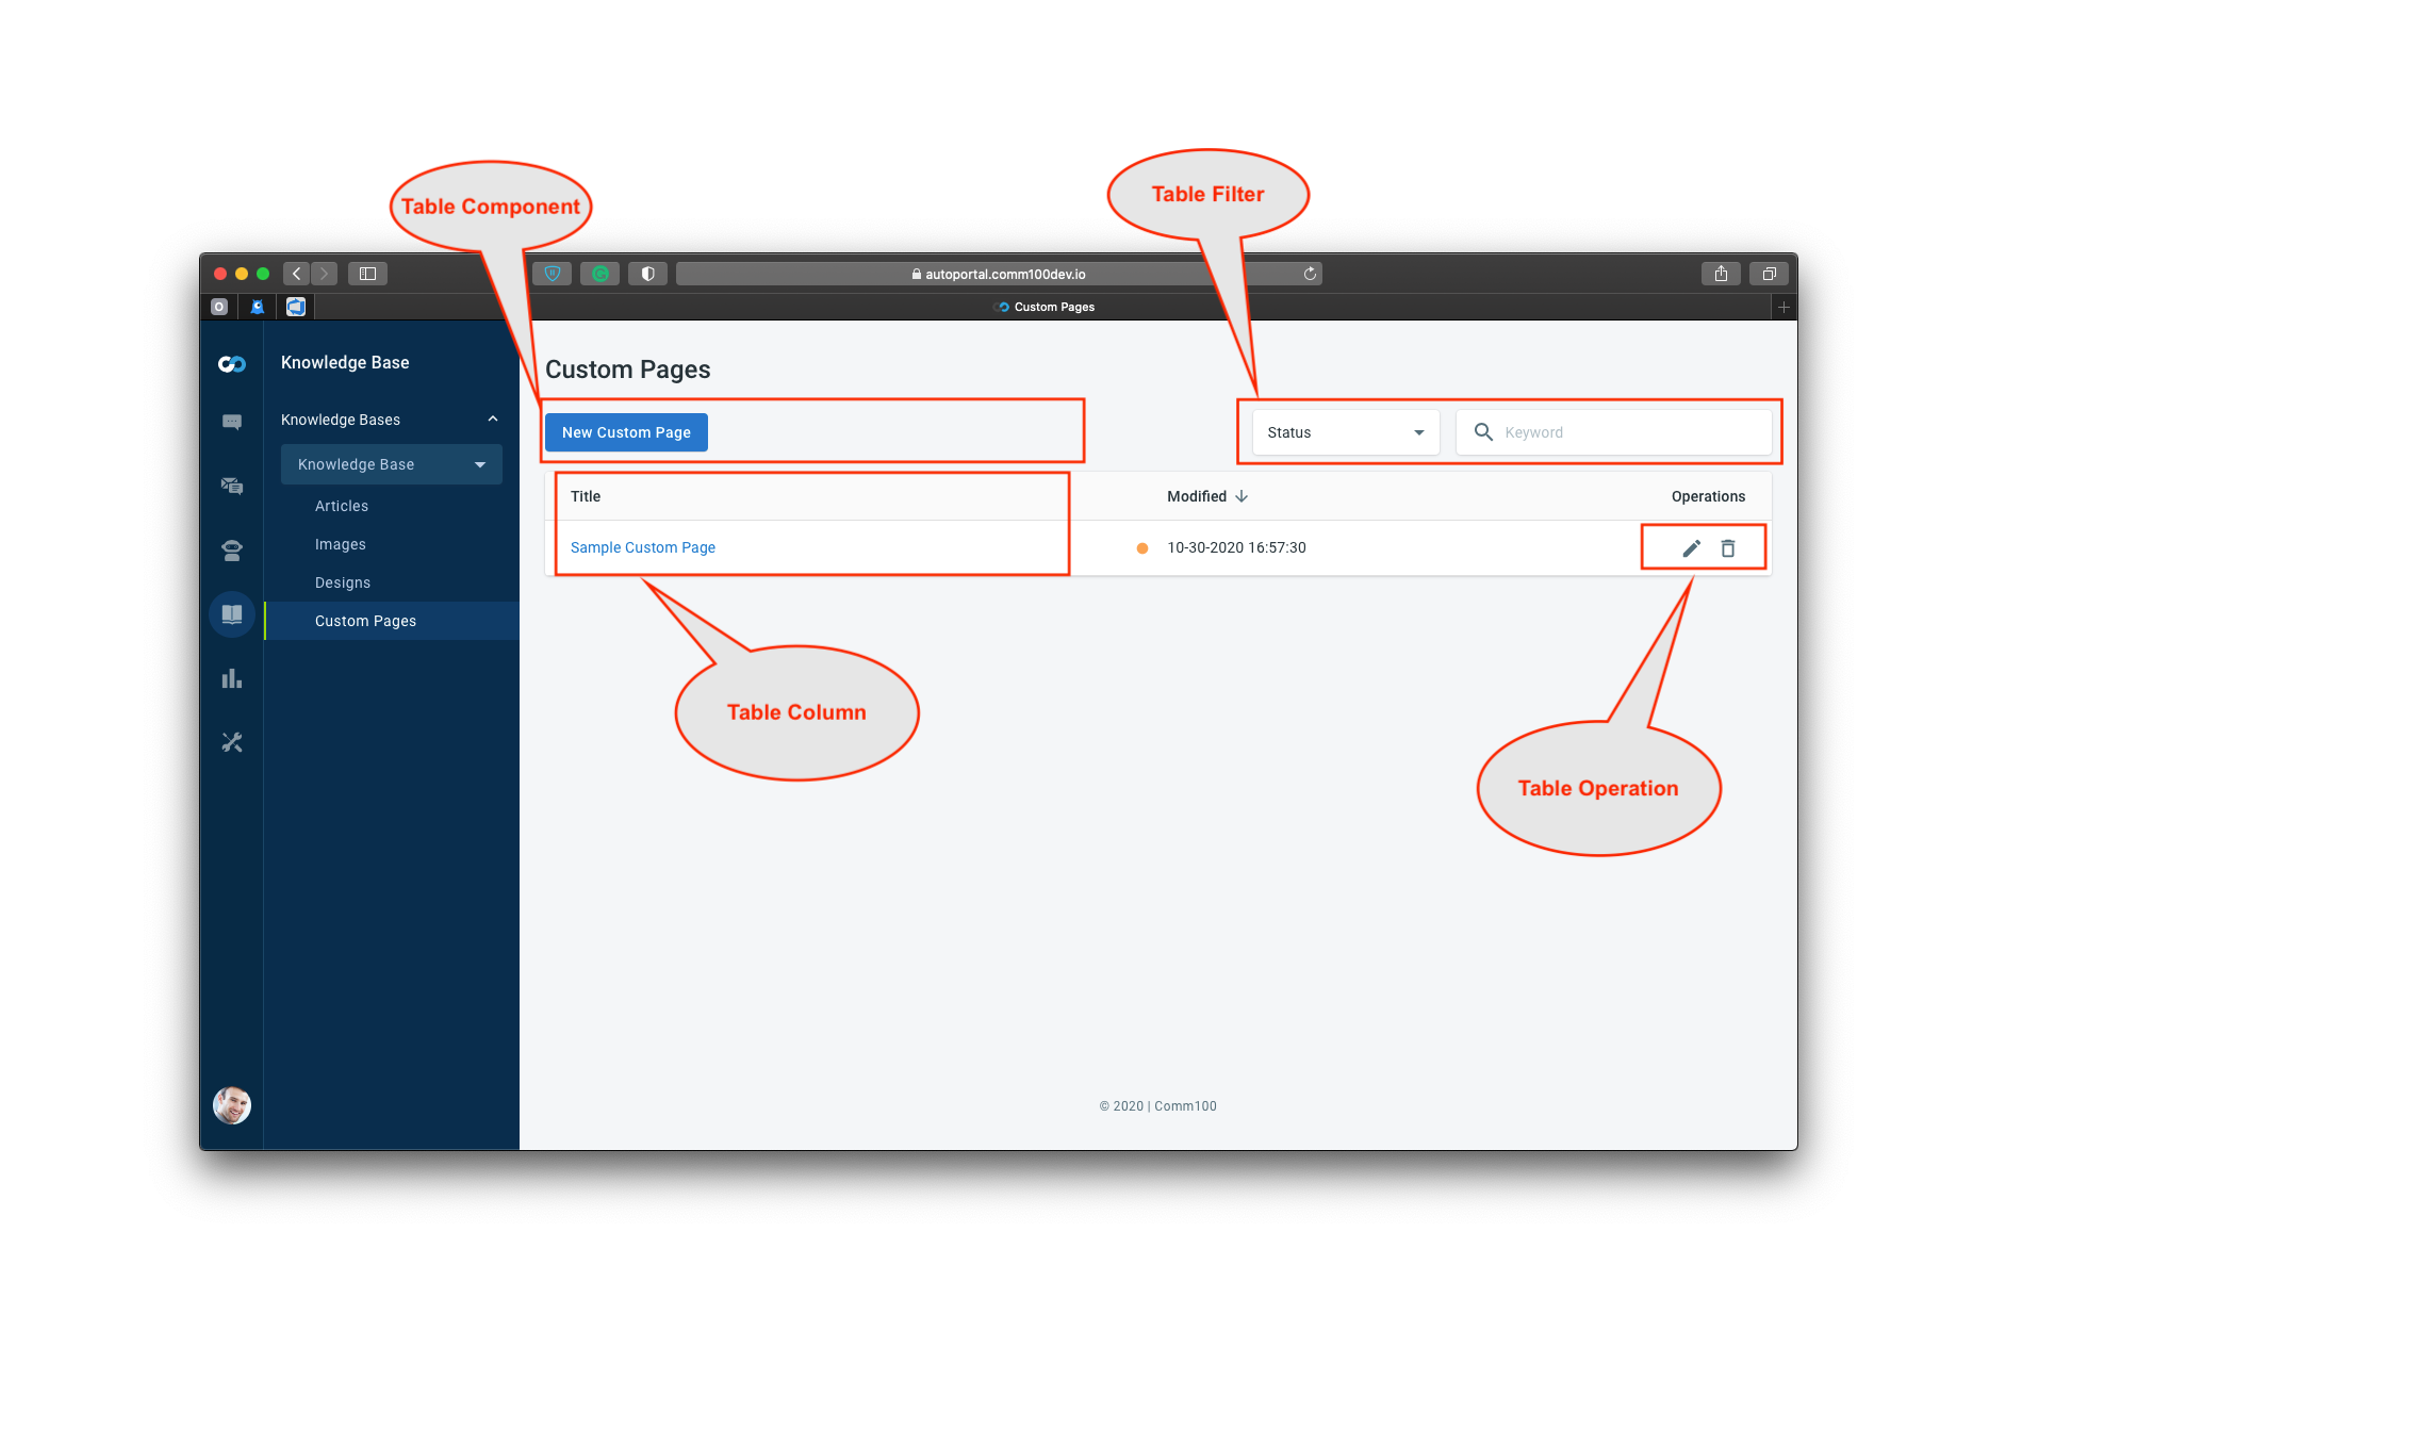 Table Component
Table Filter
autoportal.comm100dev.io
O
Custom Pages
Knowledge Base
Custom Pages
Knowledge Bases
New Custom Page
Status
Keyword
Knowledge Base
Title
Modified
Operations
Articles
Sample Custom Page
10-30-2020 16:57:30
Images
Designs
Custom Pages
Table Column
Table Operation
© 2020 | Comm100